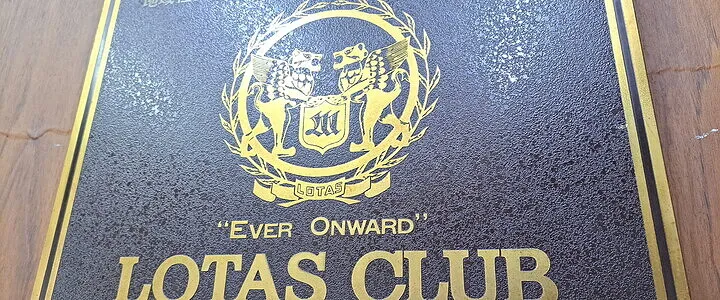 M
LOTAS
"EVER ONWARD"
LOTAS CLUB